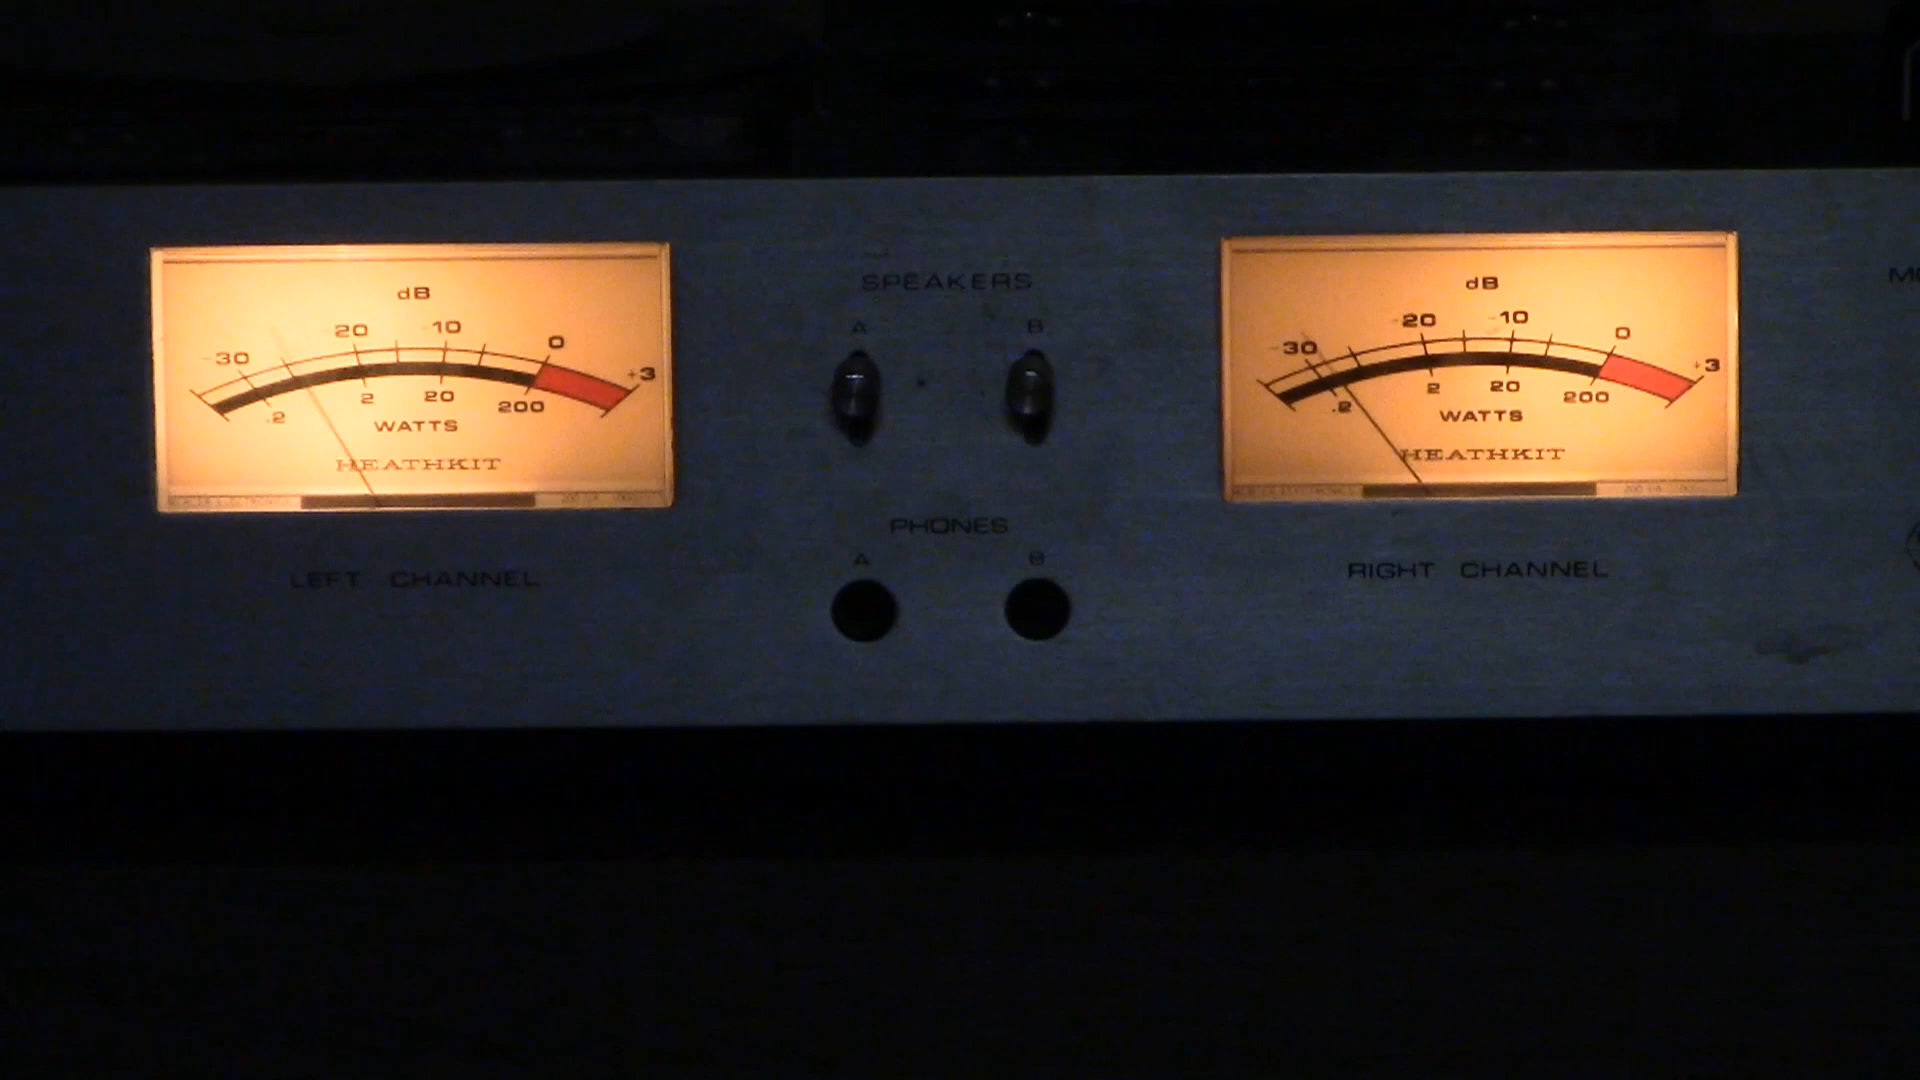 dB
-30 -20 -10 0 +3
.2 2 20 200
WATTS
HEATHKIT
LEFT CHANNEL
SPEAKERS
A B
PHONES
A B
dB
-30 -20 -10 0 +3
.2 2 20 200
WATTS
HEATHKIT
RIGHT CHANNEL